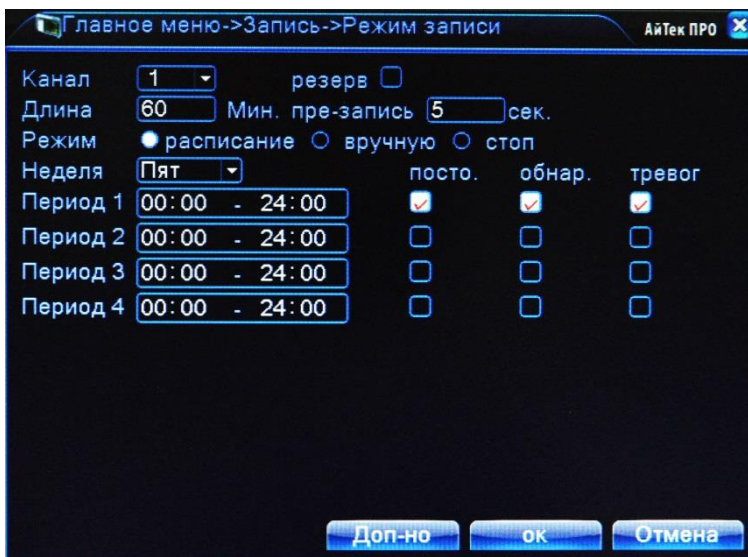 Главное меню->Запись->Режим записи АйТек ПРО
Канал 1 резерв
Длина 60 Мин. пре-запись 5 сек.
Режим расписание вручную стоп
Неделя Пят посто. обнар. тревог
Период 1 00:00 - 24:00
Период 2 00:00 - 24:00
Период 3 00:00 - 24:00
Период 4 00:00 - 24:00
Доп-но ок Отмена